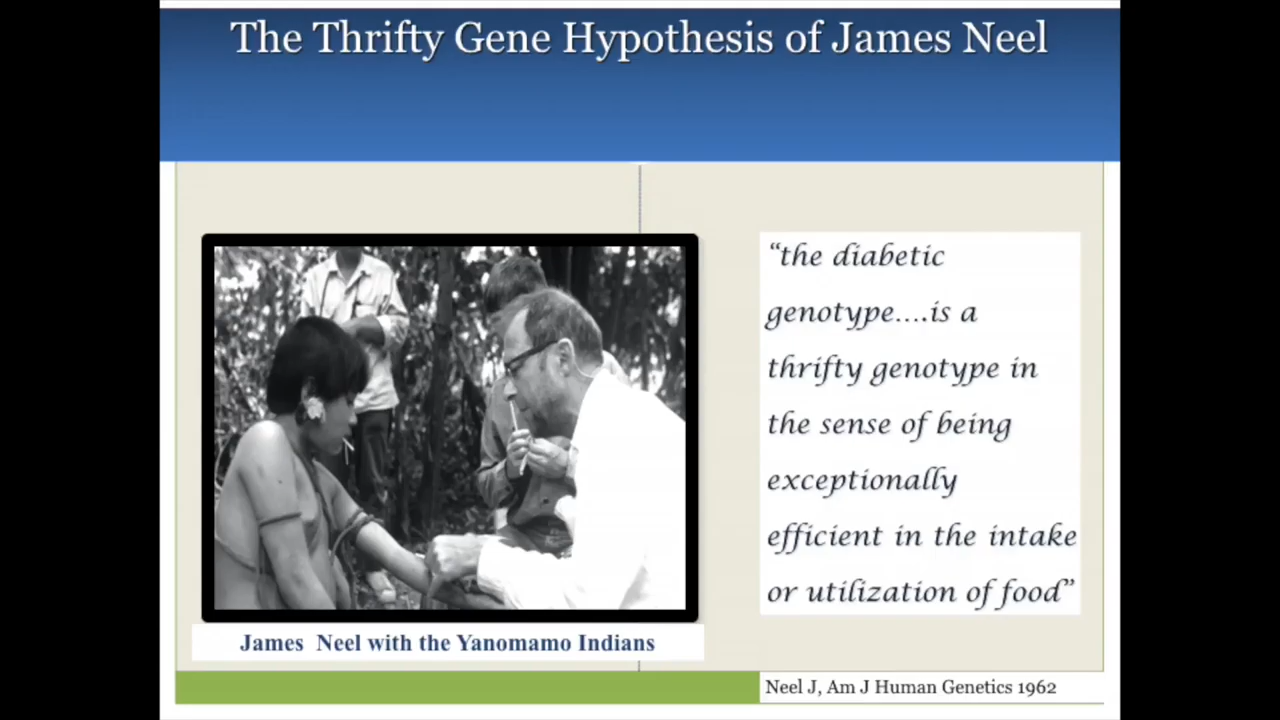 The Thrifty Gene Hypothesis of James Neel
“the diabetic
genotype....is a
thrifty genotype in
the sense of being
exceptionally
efficient in the intake
or utilization of food”
James Neel with the Yanomamo Indians
Neel J, Am J Human Genetics 1962